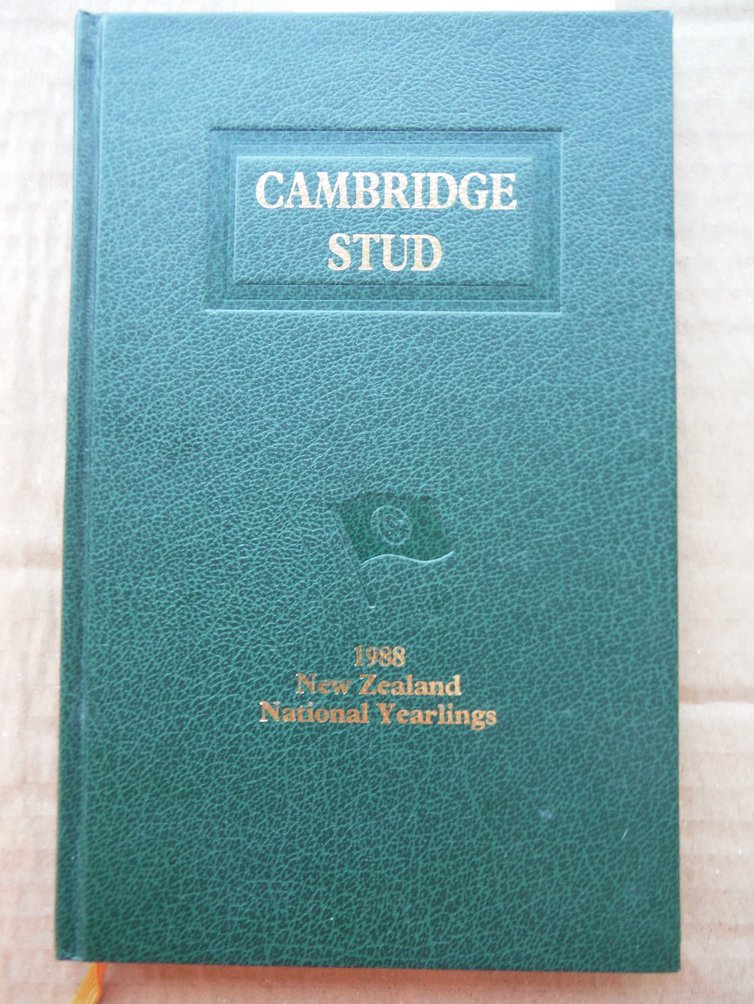 CAMBRIDGE
STUD
1988
New Zealand
National Yearlings